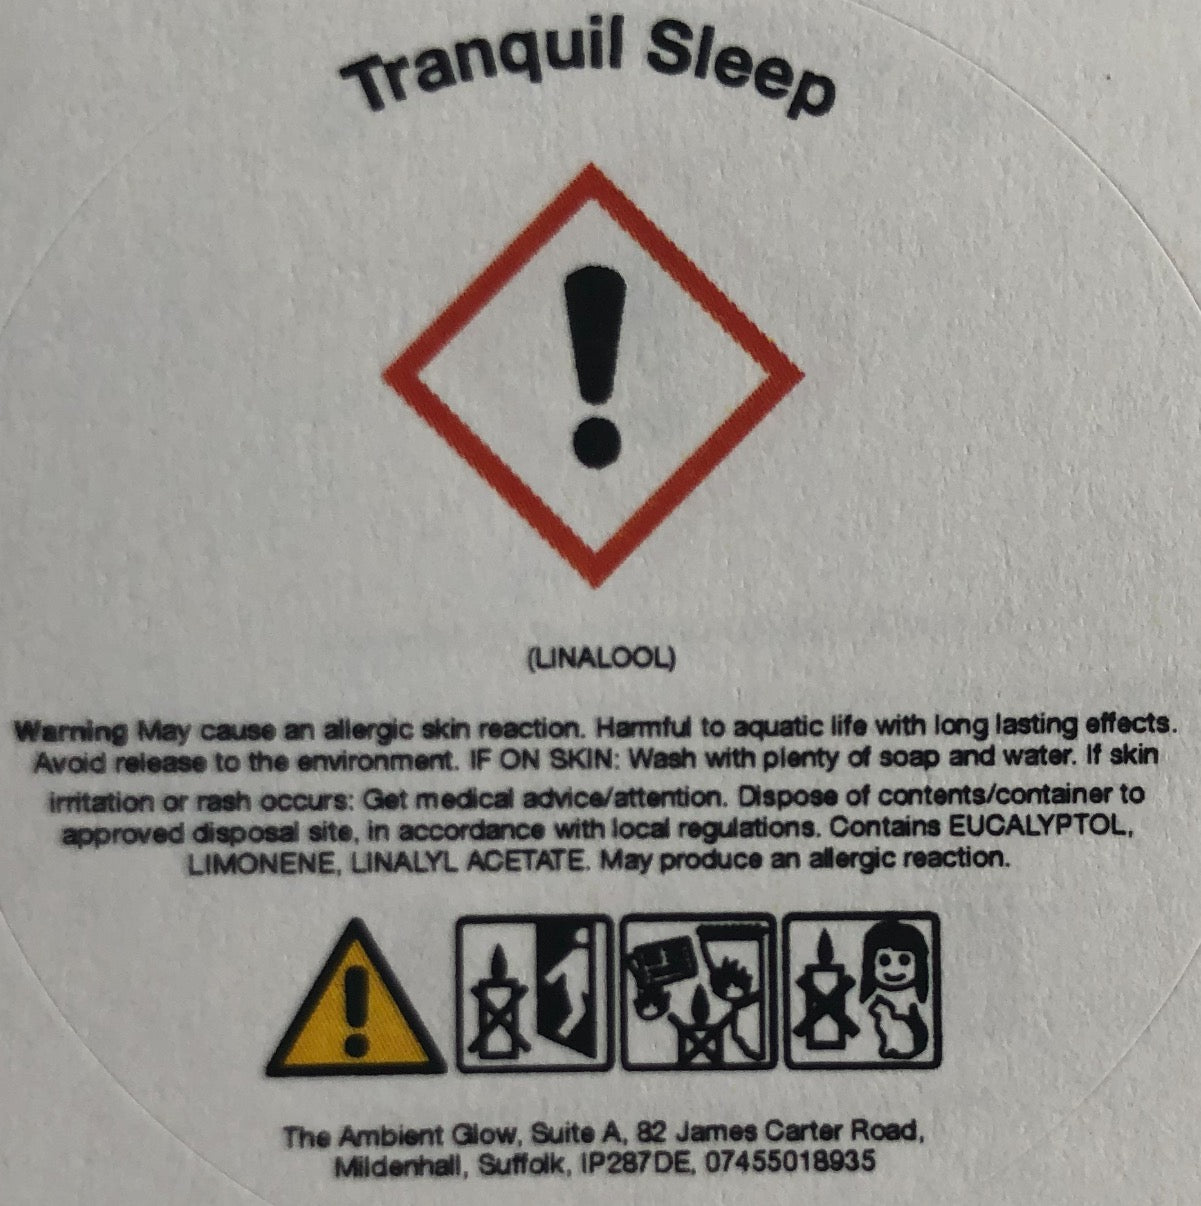 Tranquil Sleep
(LINALOOL)
Warning May cause an allergic skin reaction. Harmful to aquatic life with long lasting effects.
Avoid release to the environment. IF ON SKIN: Wash with plenty of soap and water. If skin
irritation or rash occurs: Get medical advice/attention. Dispose of contents/container to
approved disposal site, in accordance with local regulations. Contains EUCALYPTOL,
LIMONENE, LINALYL ACETATE. May produce an allergic reaction.
The Ambient Glow, Suite A, 82 James Carter Road,
Mildenhall, Suffolk, IP287DE, 07455018935